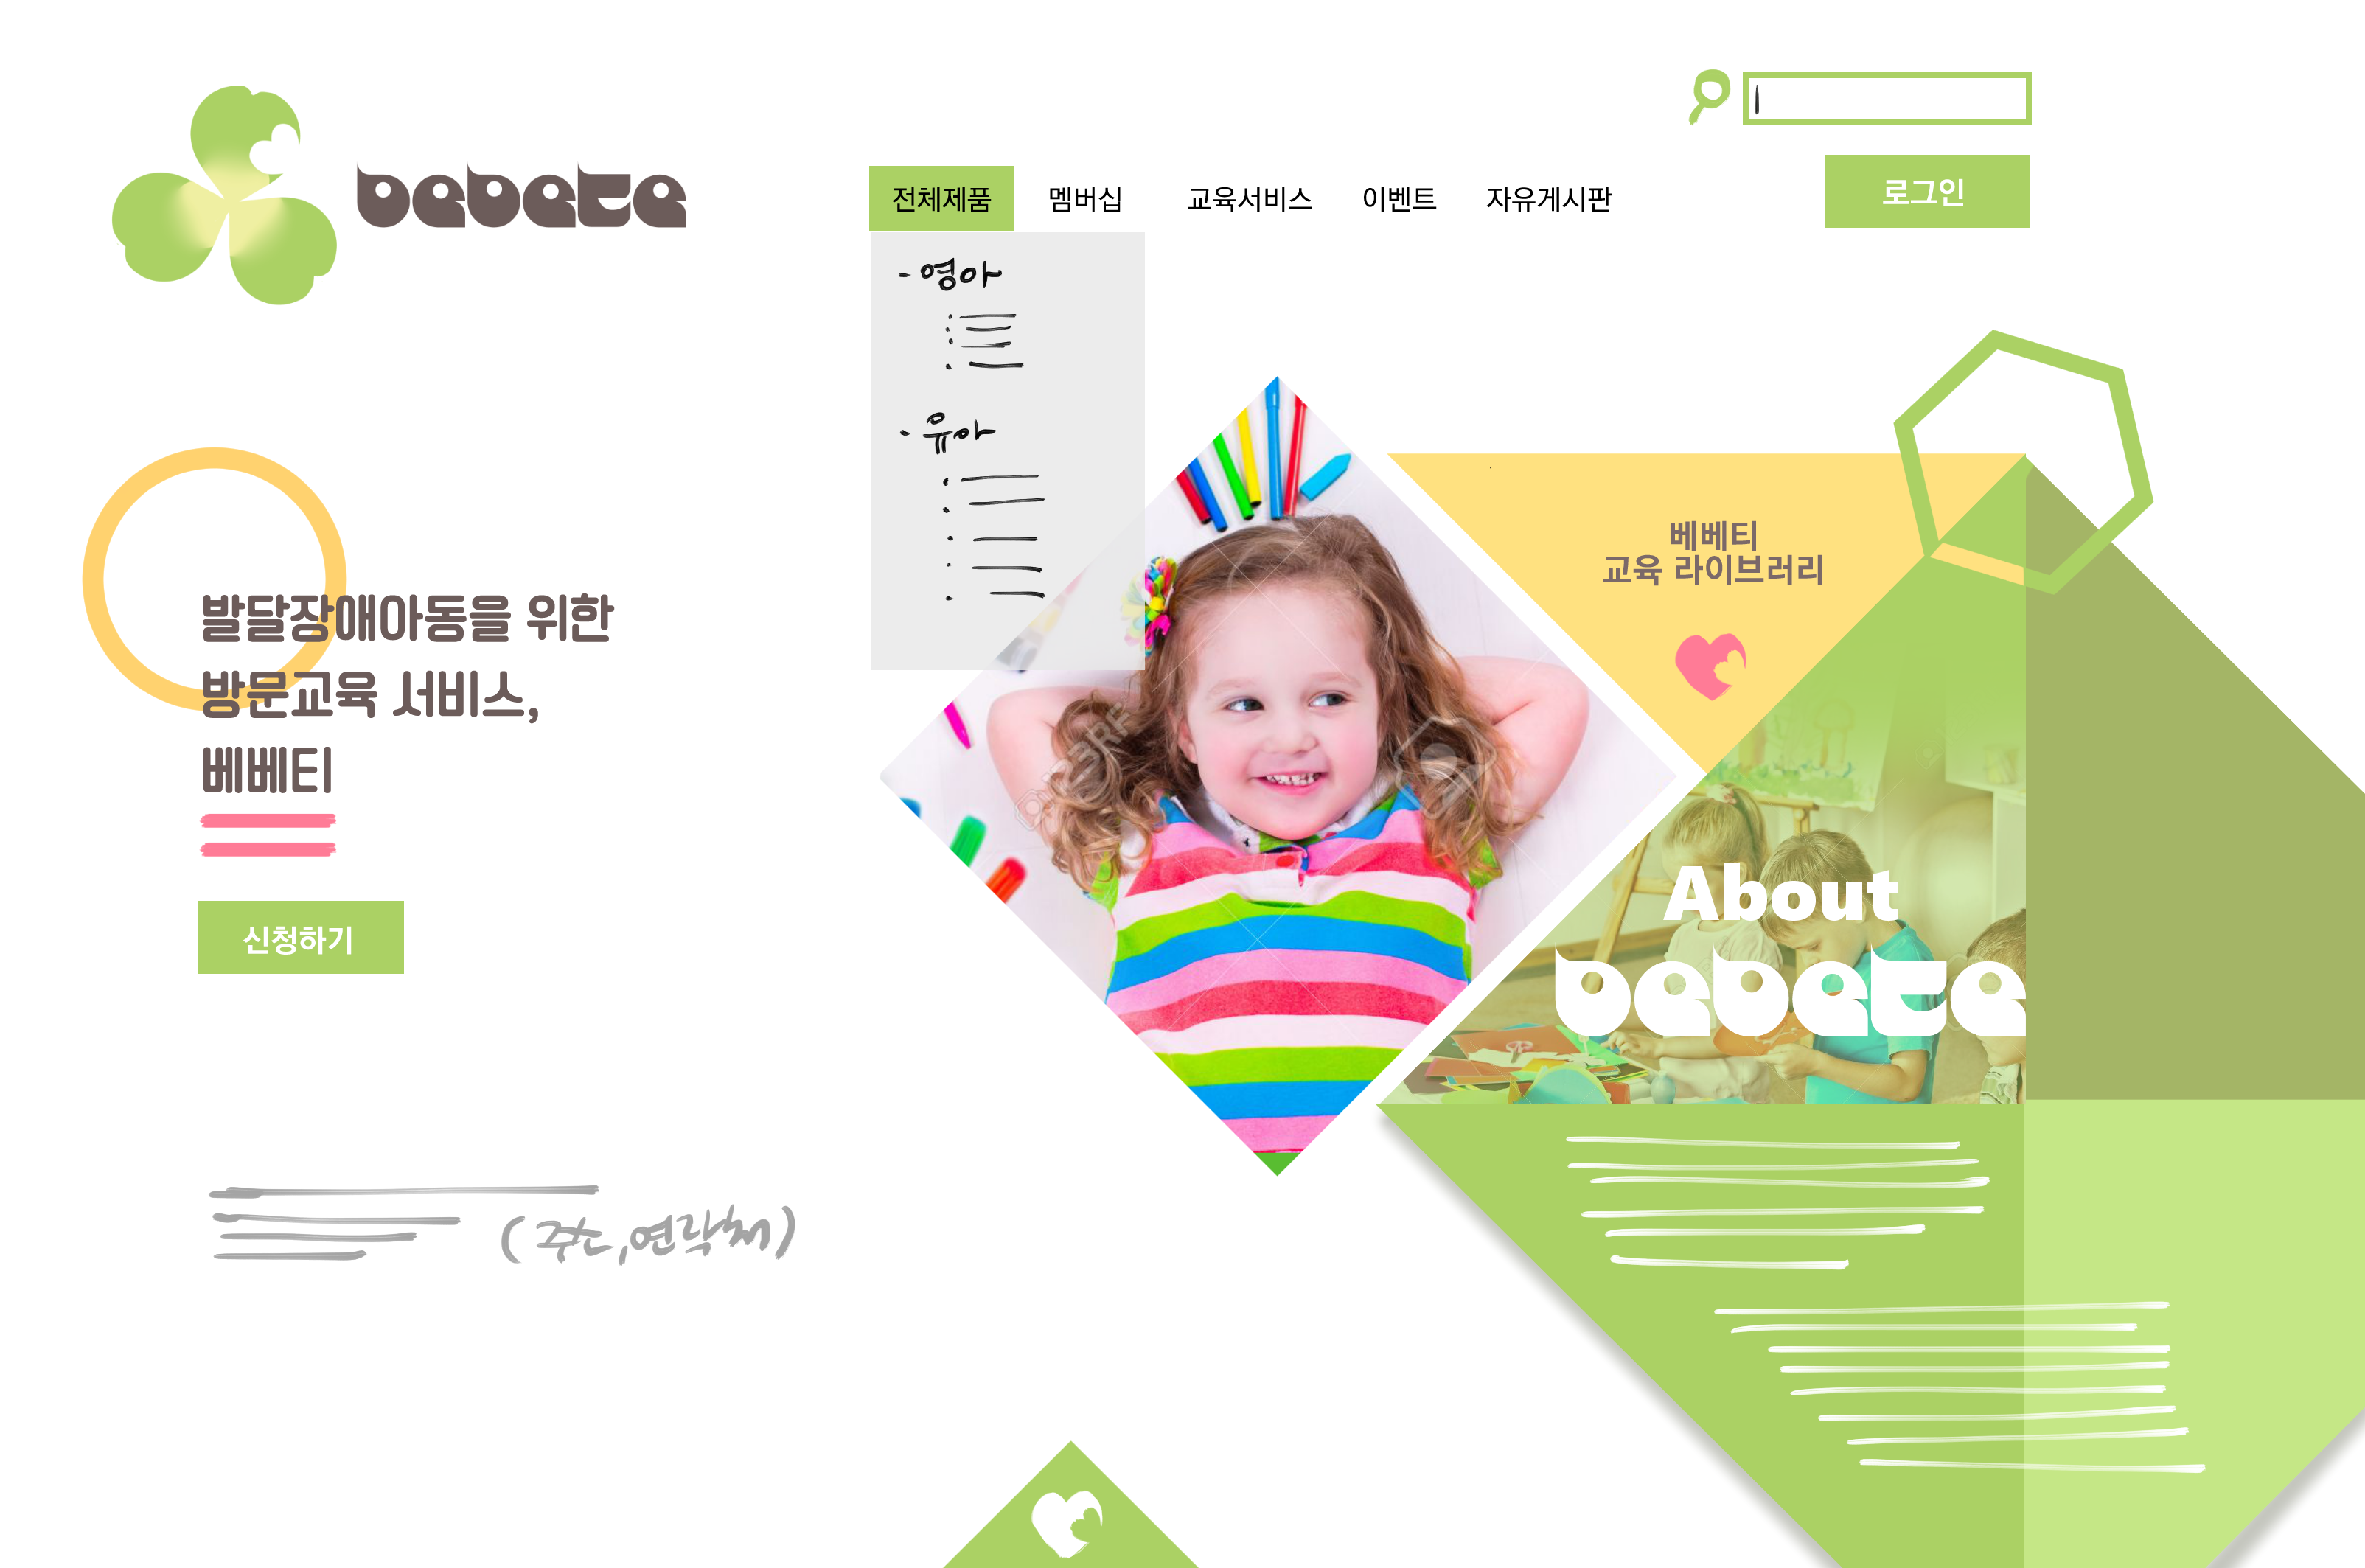 bebete
전체제품
멤버십
교육서비스
이벤트
자유게시판
로그인
- 영아
- 유아
발달장애아동을 위한
방문교육 서비스,
베베티
신청하기
베베티
교육 라이브러리
About
bebete
(주소, 연락처)